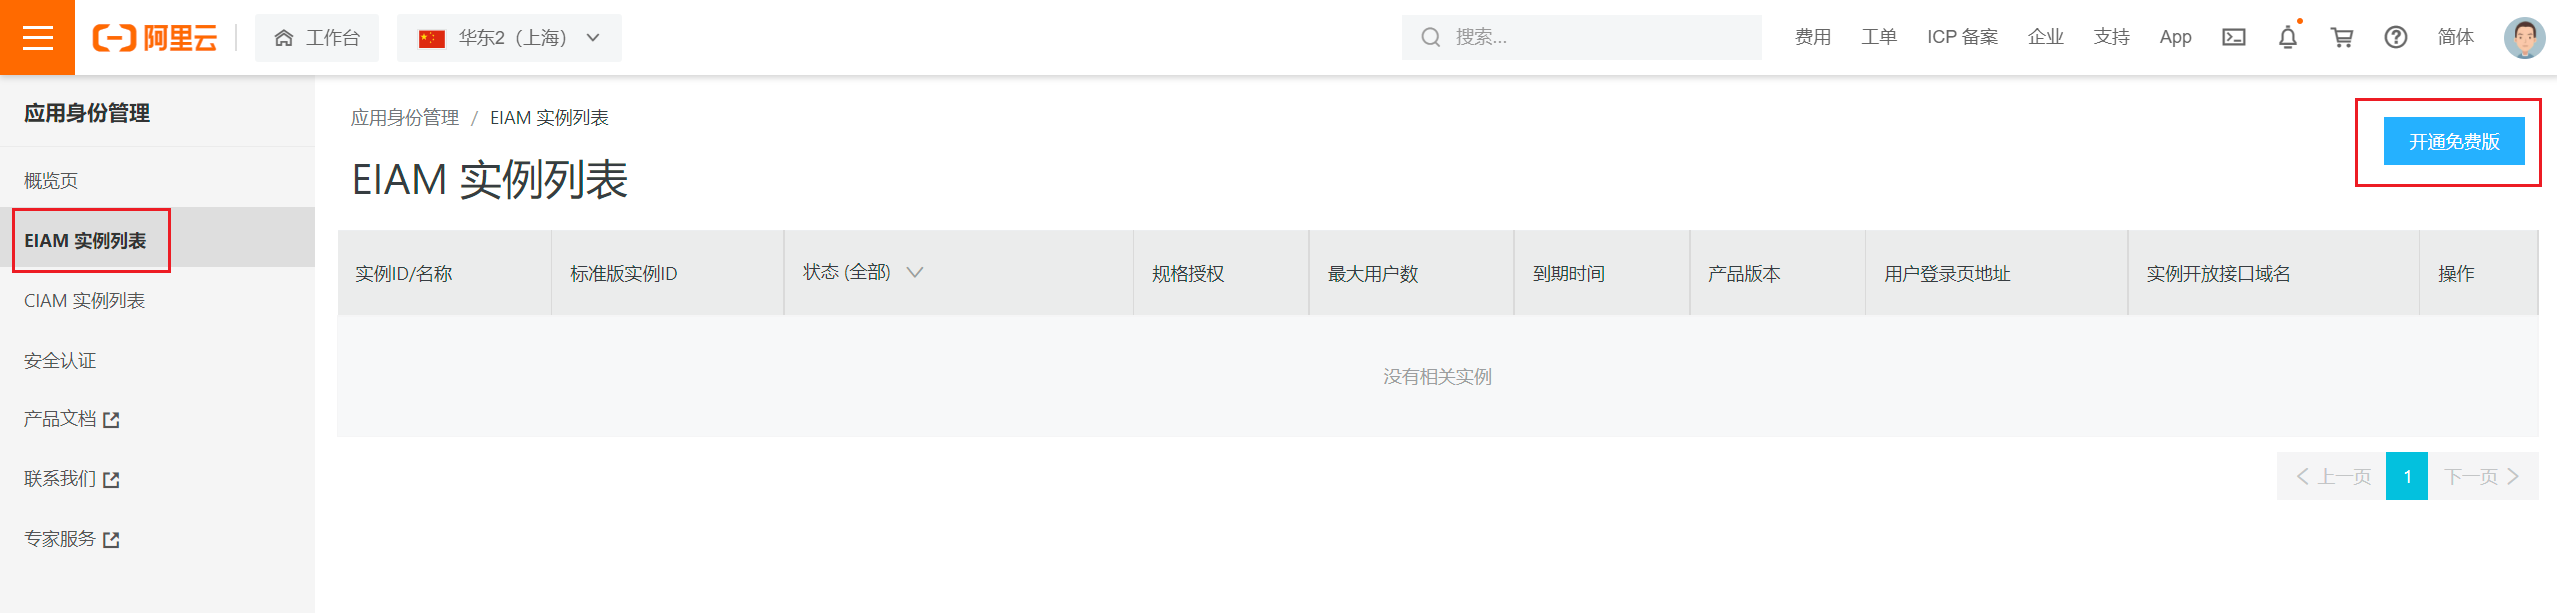 阿里云
工作台
华东2（上海）
搜索...
费用
工单
ICP 备案
企业
支持
App
简体
应用身份管理
概览页
EIAM 实例列表
CIAM 实例列表
安全认证
产品文档
联系我们
专家服务
应用身份管理 / EIAM 实例列表
EIAM 实例列表
开通免费版
实例ID/名称
标准版实例ID
状态 (全部)
规格授权
最大用户数
到期时间
产品版本
用户登录页地址
实例开放接口域名
操作
没有相关实例
上一页
1
下一页